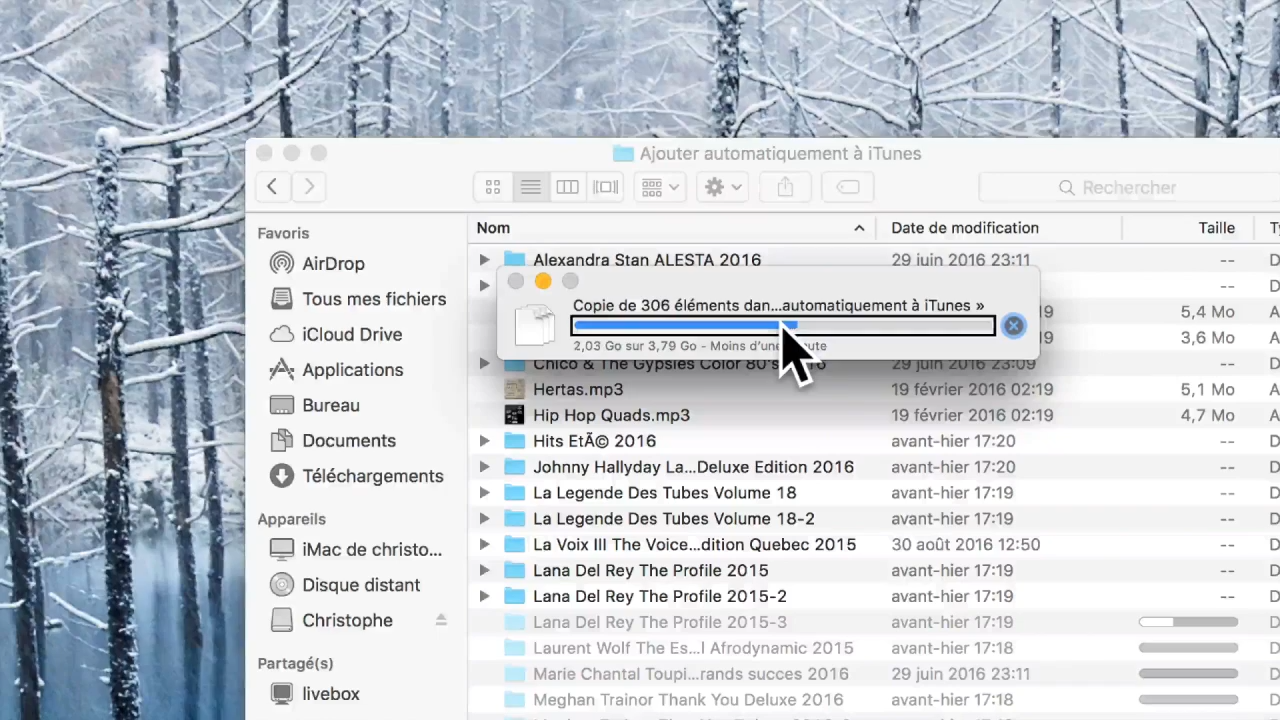 Ajouter automatiquement à iTunes
Rechercher
Favoris
AirDrop
Tous mes fichiers
iCloud Drive
Applications
Bureau
Documents
Téléchargements
Appareils
iMac de christo...
Disque distant
Christophe
Partagé(s)
livebox
Nom Date de modification Taille
Alexandra Stan ALESTA 2016 29 juin 2016 23:11 -- D
Copie de 306 éléments dan...automatiquement à iTunes »
2,03 Go sur 3,79 Go - Moins d'une
--
19 5,4 Mo D
19 3,6 Mo D
Chico & The Gypsies Color 80's 29 juin 2016 23:09 -- D
Hertas.mp3 19 février 2016 02:19 5,1 Mo D
Hip Hop Quads.mp3 19 février 2016 02:19 4,7 Mo D
Hits EtÃ© 2016 avant-hier 17:20 -- D
Johnny Hallyday La...Deluxe Edition 2016 avant-hier 17:20 -- D
La Legende Des Tubes Volume 18 avant-hier 17:19 -- D
La Legende Des Tubes Volume 18-2 avant-hier 17:19 -- D
La Voix III The Voice...dition Quebec 2015 30 août 2016 12:50 -- D
Lana Del Rey The Profile 2015 avant-hier 17:19 -- D
Lana Del Rey The Profile 2015-2 avant-hier 17:19 -- D
Lana Del Rey The Profile 2015-3 avant-hier 17:19 D
Laurent Wolf The Es...l Afrodynamic 2015 avant-hier 17:18 D
Marie Chantal Toupi...rands succes 2016 29 juin 2016 23:11 D
Meghan Trainor Thank You Deluxe 2016 avant-hier 17:18 D